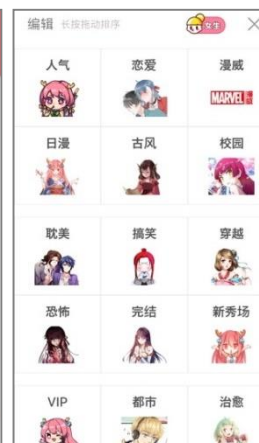 编辑 长按拖动排序 女生
人气 恋爱 漫威
MARVEL
日漫 古风 校园
耽美 搞笑 穿越
恐怖 完结 新秀场
VIP 都市 治愈